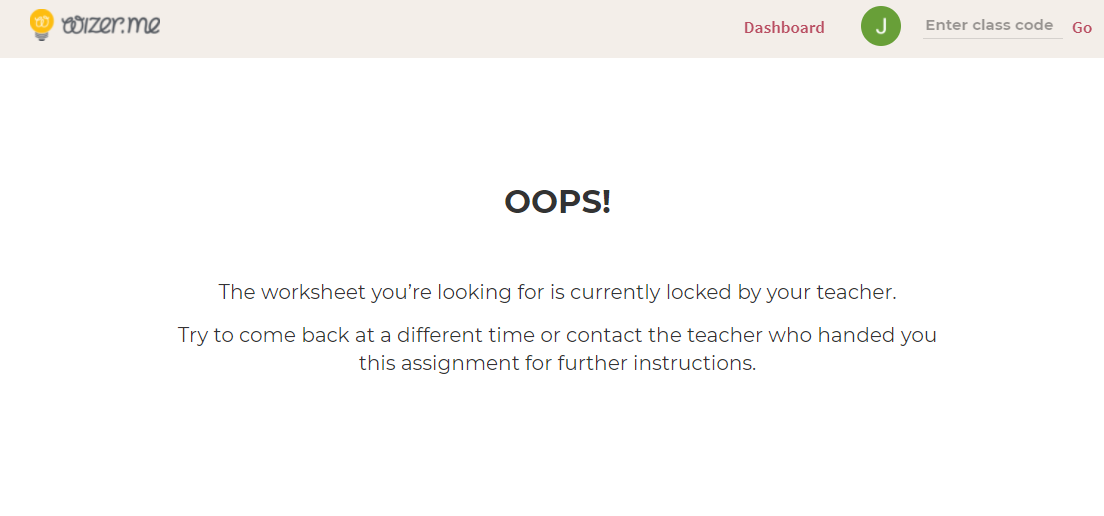 wizer.me Dashboard J Enter class code Go
OOPS!
The worksheet you’re looking for is currently locked by your teacher.
Try to come back at a different time or contact the teacher who handed you
this assignment for further instructions.